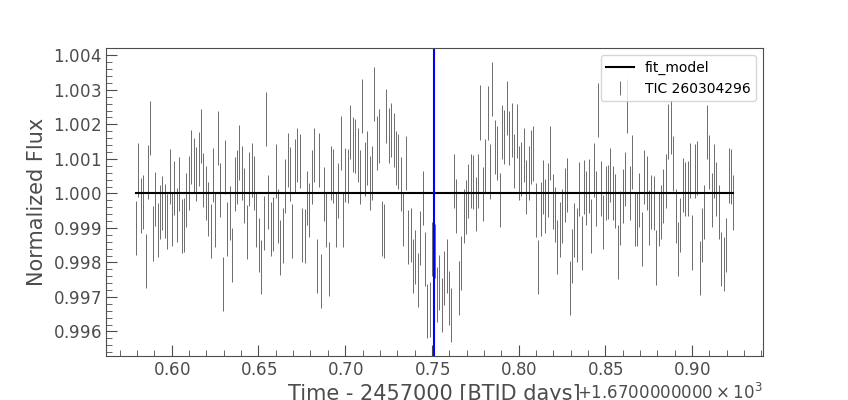 1.004
1.003
1.002
1.001
1.000
0.999
0.998
0.997
0.996
Normalized Flux
fit_model
TIC 260304296
0.60 0.65 0.70 0.75 0.80 0.85 0.90
Time - 2457000 [BTJD days]
+1.6700000000 × 10³